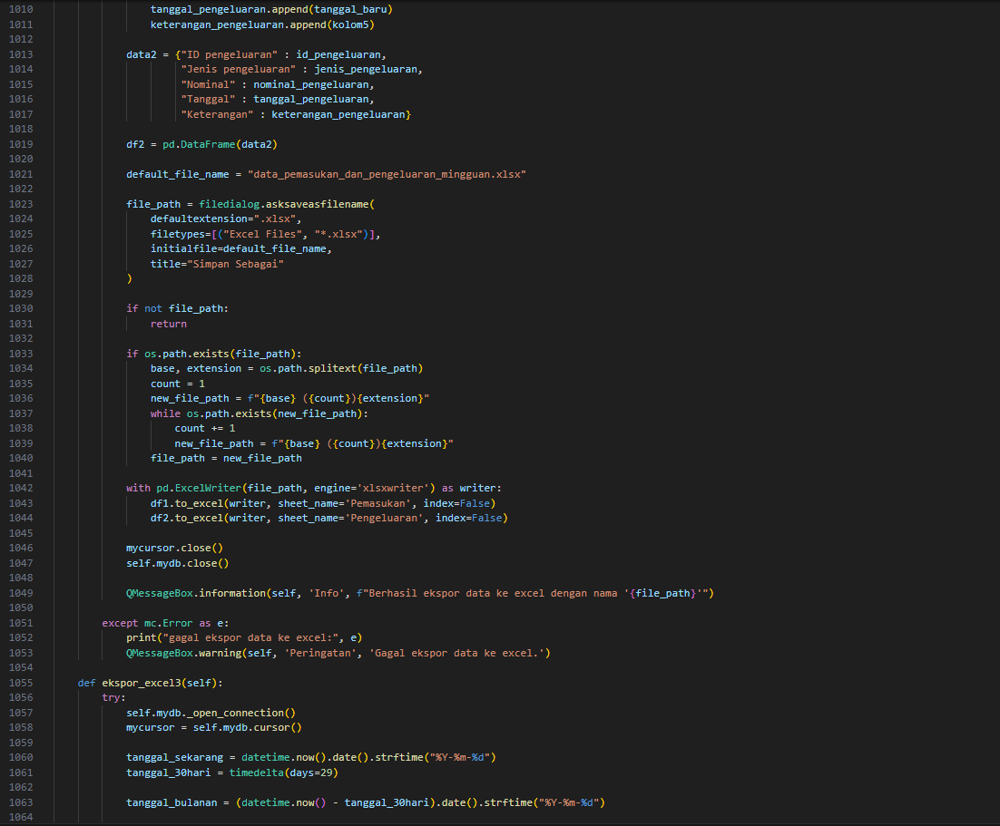 1010 tanggal_pengeluaran.append(tanggal_baru)
1011 keterangan_pengeluaran.append(kolom5)
1012
1013 data2 = {"ID pengeluaran" : id_pengeluaran,
1014 "Jenis pengeluaran" : jenis_pengeluaran,
1015 "Nominal" : nominal_pengeluaran,
1016 "Tanggal" : tanggal_pengeluaran,
1017 "Keterangan" : keterangan_pengeluaran}
1018
1019 df2 = pd.DataFrame(data2)
1020
1021 default_file_name = "data_pemasukan_dan_pengeluaran_mingguan.xlsx"
1022
1023 file_path = filedialog.asksaveasfilename(
1024 defaultextension=".xlsx",
1025 filetypes=[("Excel Files", "*.xlsx")],
1026 initialfile=default_file_name,
1027 title="Simpan Sebagai"
1028 )
1029
1030 if not file_path:
1031 return
1032
1033 if os.path.exists(file_path):
1034 base, extension = os.path.splitext(file_path)
1035 count = 1
1036 new_file_path = f"{base} ({count}){extension}"
1037 while os.path.exists(new_file_path):
1038 count += 1
1039 new_file_path = f"{base} ({count}){extension}"
1040 file_path = new_file_path
1041
1042 with pd.ExcelWriter(file_path, engine='xlsxwriter') as writer:
1043 df1.to_excel(writer, sheet_name='Pemasukan', index=False)
1044 df2.to_excel(writer, sheet_name='Pengeluaran', index=False)
1045
1046 mycursor.close()
1047 self.mydb.close()
1048
1049 QMessageBox.information(self, 'Info', f"Berhasil ekspor data ke excel dengan nama '{file_path}'")
1050
1051 except mc.Error as e:
1052 print("gagal ekspor data ke excel:", e)
1053 QMessageBox.warning(self, 'Peringatan', 'Gagal ekspor data ke excel.')
1054
1055 def ekspor_excel3(self):
1056 try:
1057 self.mydb._open_connection()
1058 mycursor = self.mydb.cursor()
1059
1060 tanggal_sekarang = datetime.now().date().strftime("%Y-%m-%d")
1061 tanggal_30hari = timedelta(days=29)
1062
1063 tanggal_bulanan = (datetime.now() - tanggal_30hari).date().strftime("%Y-%m-%d")
1064